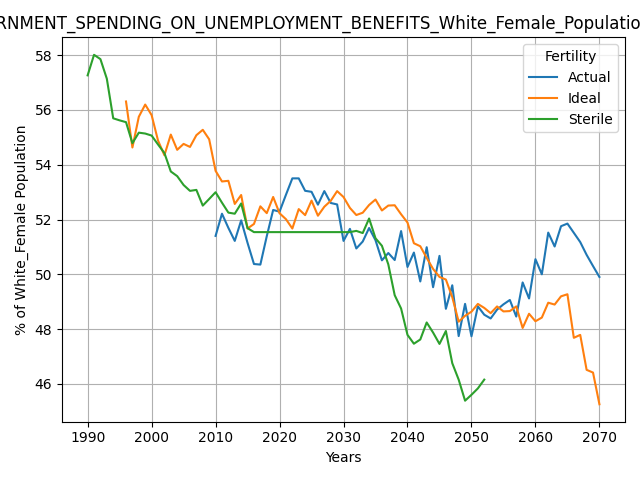 RNMENT_SPENDING_ON_UNEMPLOYMENT_BENEFITS_White_Female_Populatio
58
56
54
52
50
48
46
% of White_Female Population
Fertility
Actual
Ideal
Sterile
1990 2000 2010 2020 2030 2040 2050 2060 2070
Years